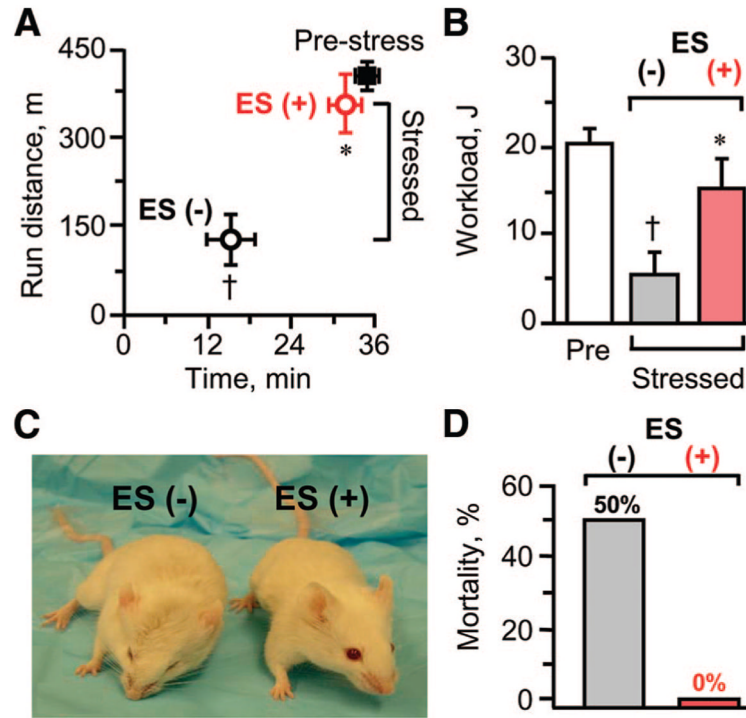 A
450
300
150
0
Run distance, m
Pre-stress
ES (+)
*
Stressed
ES (-)
†
0 12 24 36
Time, min
B
ES
(-) (+)
30
20
10
0
Workload, J
†
*
Pre
Stressed
C
ES (-) ES (+)
D
ES
(-) (+)
60
40
20
0
Mortality, %
50%
0%